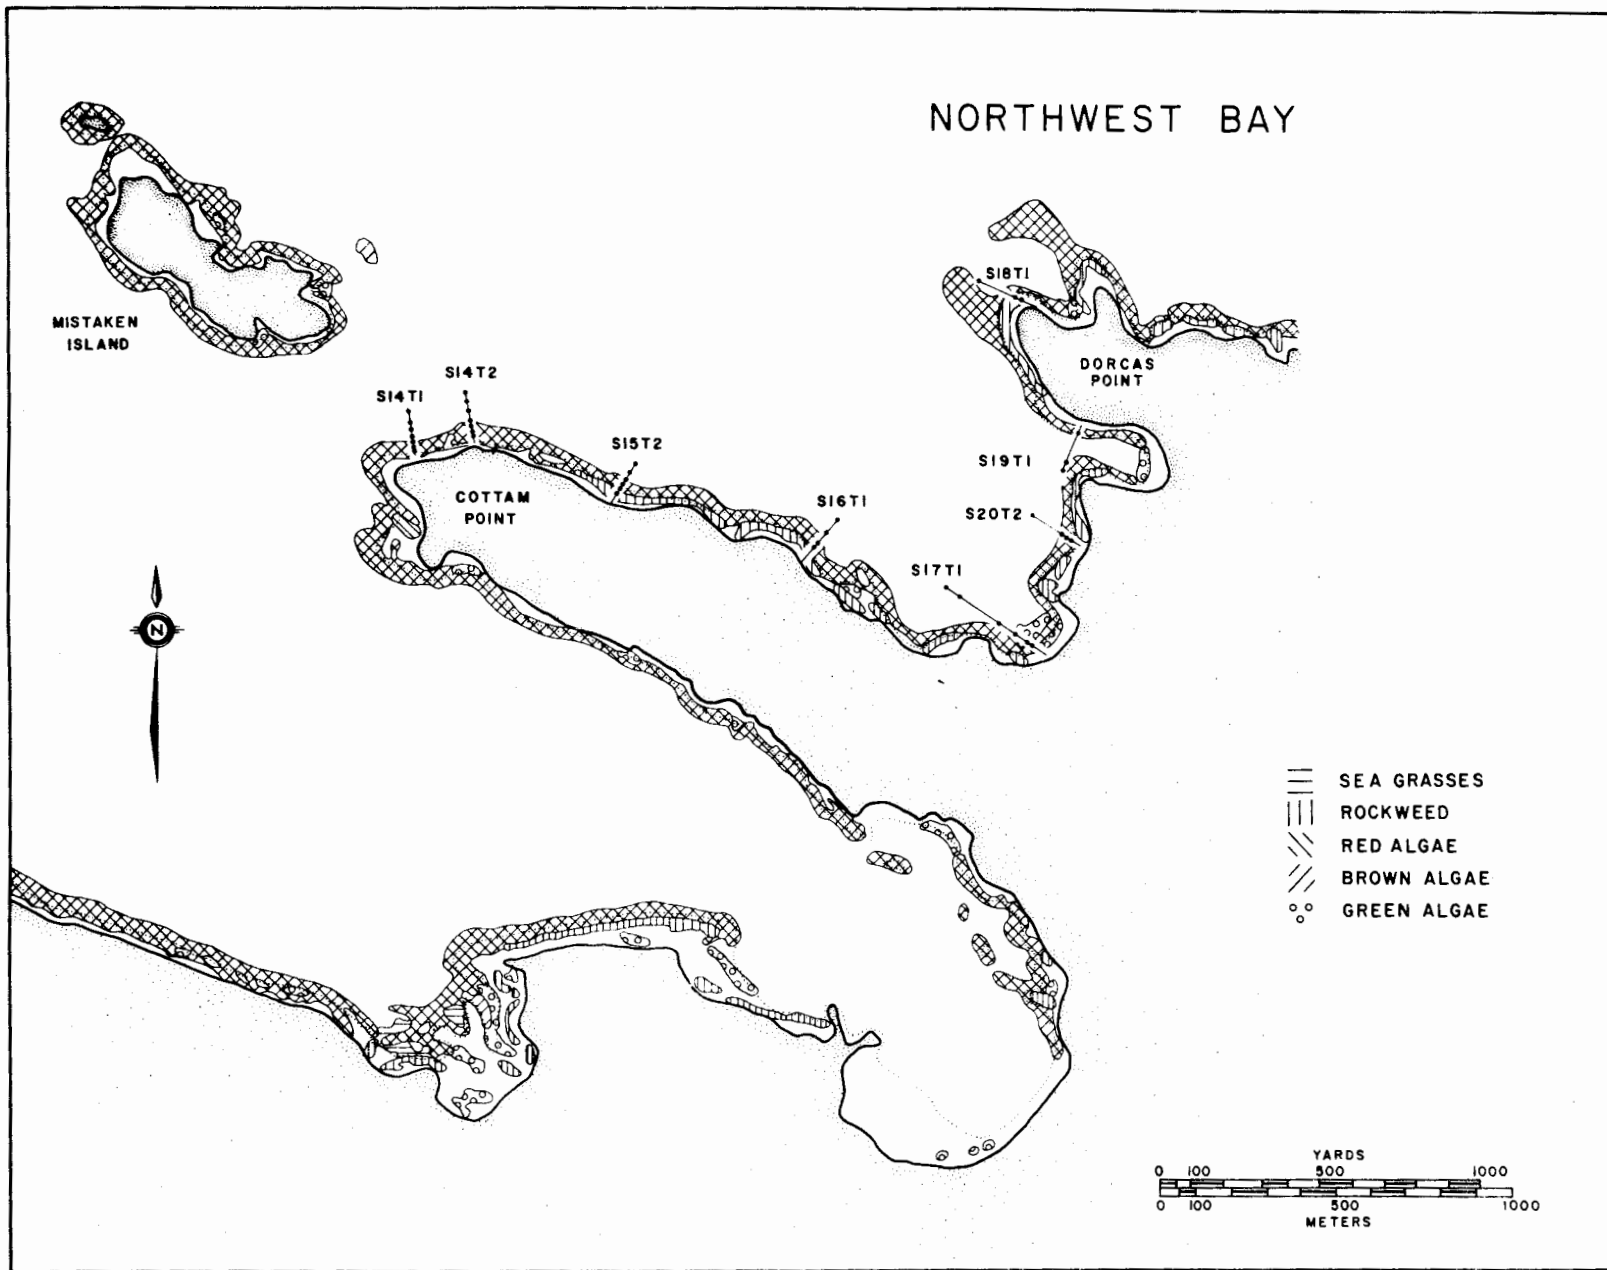 NORTHWEST BAY
MISTAKEN
ISLAND
S18T1
DORCAS
POINT
S14T2
S14T1
S15T2
S19T1
COTTAM
POINT
S16T1
S20T2
S17T1
N
SEA GRASSES
ROCKWEED
RED ALGAE
BROWN ALGAE
GREEN ALGAE
YARDS
0 100 500 1000
0 100 500 1000
METERS